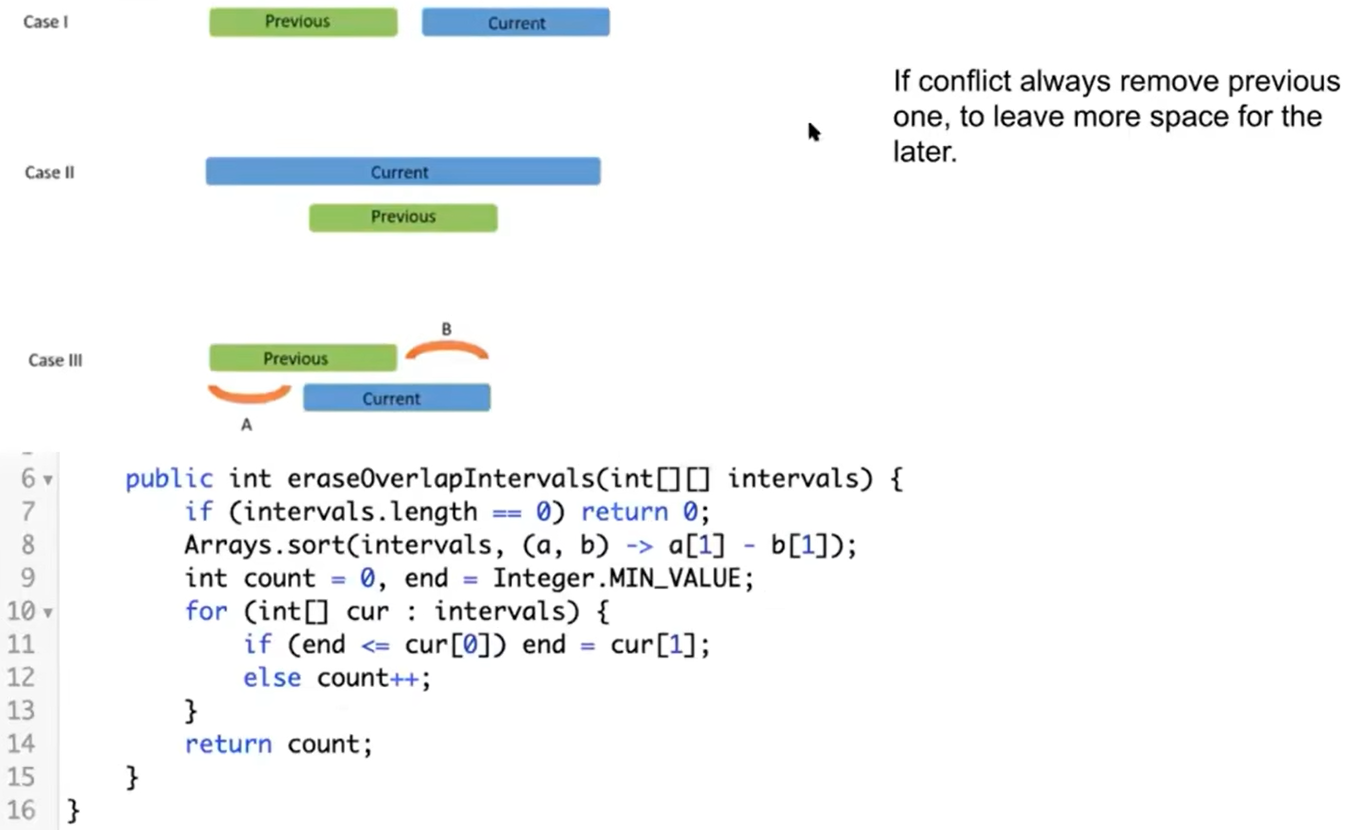 Case I
Previous
Current
If conflict always remove previous
one, to leave more space for the
later.
Case II
Current
Previous
B
Case III
Previous
Current
A
6 public int eraseOverlapIntervals(int[][] intervals) {
7 if (intervals.length == 0) return 0;
8 Arrays.sort(intervals, (a, b) -> a[1] - b[1]);
9 int count = 0, end = Integer.MIN_VALUE;
10 for (int[] cur : intervals) {
11 if (end <= cur[0]) end = cur[1];
12 else count++;
13 }
14 return count;
15 }
16 }